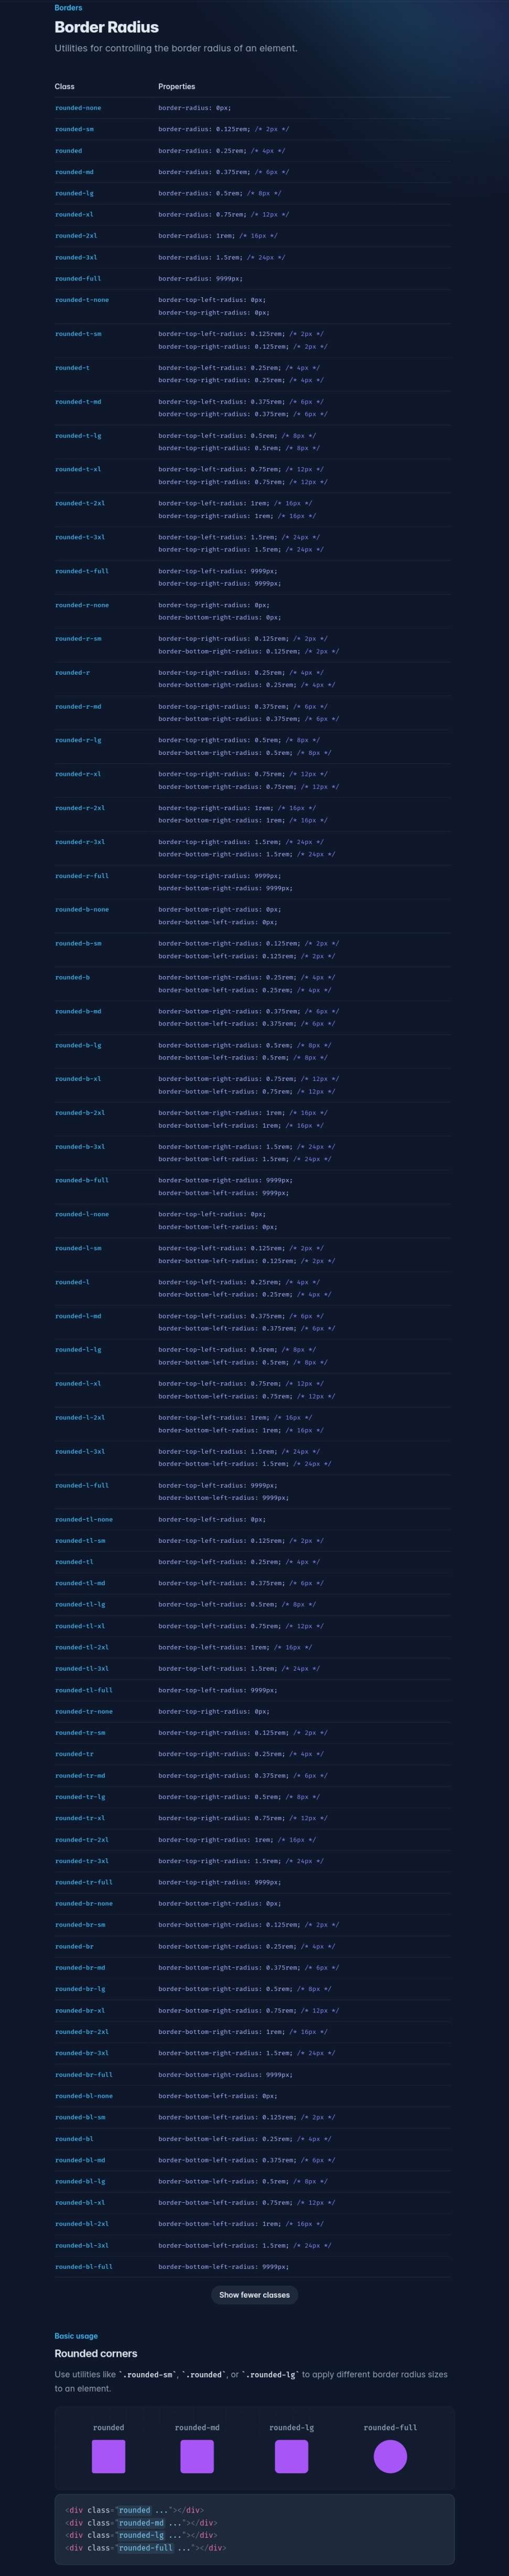 Borders
Border Radius
Utilities for controlling the border radius of an element.
Class Properties
rounded-none border-radius: 0px;
rounded-sm border-radius: 0.125rem; /* 2px */
rounded border-radius: 0.25rem; /* 4px */
rounded-md border-radius: 0.375rem; /* 6px */
rounded-lg border-radius: 0.5rem; /* 8px */
rounded-xl border-radius: 0.75rem; /* 12px */
rounded-2xl border-radius: 1rem; /* 16px */
rounded-3xl border-radius: 1.5rem; /* 24px */
rounded-full border-radius: 9999px;
rounded-t-none border-top-left-radius: 0px;
border-top-right-radius: 0px;
rounded-t-sm border-top-left-radius: 0.125rem; /* 2px */
border-top-right-radius: 0.125rem; /* 2px */
rounded-t border-top-left-radius: 0.25rem; /* 4px */
border-top-right-radius: 0.25rem; /* 4px */
rounded-t-md border-top-left-radius: 0.375rem; /* 6px */
border-top-right-radius: 0.375rem; /* 6px */
rounded-t-lg border-top-left-radius: 0.5rem; /* 8px */
border-top-right-radius: 0.5rem; /* 8px */
rounded-t-xl border-top-left-radius: 0.75rem; /* 12px */
border-top-right-radius: 0.75rem; /* 12px */
rounded-t-2xl border-top-left-radius: 1rem; /* 16px */
border-top-right-radius: 1rem; /* 16px */
rounded-t-3xl border-top-left-radius: 1.5rem; /* 24px */
border-top-right-radius: 1.5rem; /* 24px */
rounded-t-full border-top-left-radius: 9999px;
border-top-right-radius: 9999px;
rounded-r-none border-top-right-radius: 0px;
border-bottom-right-radius: 0px;
rounded-r-sm border-top-right-radius: 0.125rem; /* 2px */
border-bottom-right-radius: 0.125rem; /* 2px */
rounded-r border-top-right-radius: 0.25rem; /* 4px */
border-bottom-right-radius: 0.25rem; /* 4px */
rounded-r-md border-top-right-radius: 0.375rem; /* 6px */
border-bottom-right-radius: 0.375rem; /* 6px */
rounded-r-lg border-top-right-radius: 0.5rem; /* 8px */
border-bottom-right-radius: 0.5rem; /* 8px */
rounded-r-xl border-top-right-radius: 0.75rem; /* 12px */
border-bottom-right-radius: 0.75rem; /* 12px */
rounded-r-2xl border-top-right-radius: 1rem; /* 16px */
border-bottom-right-radius: 1rem; /* 16px */
rounded-r-3xl border-top-right-radius: 1.5rem; /* 24px */
border-bottom-right-radius: 1.5rem; /* 24px */
rounded-r-full border-top-right-radius: 9999px;
border-bottom-right-radius: 9999px;
rounded-b-none border-bottom-right-radius: 0px;
border-bottom-left-radius: 0px;
rounded-b-sm border-bottom-right-radius: 0.125rem; /* 2px */
border-bottom-left-radius: 0.125rem; /* 2px */
rounded-b border-bottom-right-radius: 0.25rem; /* 4px */
border-bottom-left-radius: 0.25rem; /* 4px */
rounded-b-md border-bottom-right-radius: 0.375rem; /* 6px */
border-bottom-left-radius: 0.375rem; /* 6px */
rounded-b-lg border-bottom-right-radius: 0.5rem; /* 8px */
border-bottom-left-radius: 0.5rem; /* 8px */
rounded-b-xl border-bottom-right-radius: 0.75rem; /* 12px */
border-bottom-left-radius: 0.75rem; /* 12px */
rounded-b-2xl border-bottom-right-radius: 1rem; /* 16px */
border-bottom-left-radius: 1rem; /* 16px */
rounded-b-3xl border-bottom-right-radius: 1.5rem; /* 24px */
border-bottom-left-radius: 1.5rem; /* 24px */
rounded-b-full border-bottom-right-radius: 9999px;
border-bottom-left-radius: 9999px;
rounded-l-none border-top-left-radius: 0px;
border-bottom-left-radius: 0px;
rounded-l-sm border-top-left-radius: 0.125rem; /* 2px */
border-bottom-left-radius: 0.125rem; /* 2px */
rounded-l border-top-left-radius: 0.25rem; /* 4px */
border-bottom-left-radius: 0.25rem; /* 4px */
rounded-l-md border-top-left-radius: 0.375rem; /* 6px */
border-bottom-left-radius: 0.375rem; /* 6px */
rounded-l-lg border-top-left-radius: 0.5rem; /* 8px */
border-bottom-left-radius: 0.5rem; /* 8px */
rounded-l-xl border-top-left-radius: 0.75rem; /* 12px */
border-bottom-left-radius: 0.75rem; /* 12px */
rounded-l-2xl border-top-left-radius: 1rem; /* 16px */
border-bottom-left-radius: 1rem; /* 16px */
rounded-l-3xl border-top-left-radius: 1.5rem; /* 24px */
border-bottom-left-radius: 1.5rem; /* 24px */
rounded-l-full border-top-left-radius: 9999px;
border-bottom-left-radius: 9999px;
rounded-tl-none border-top-left-radius: 0px;
rounded-tl-sm border-top-left-radius: 0.125rem; /* 2px */
rounded-tl border-top-left-radius: 0.25rem; /* 4px */
rounded-tl-md border-top-left-radius: 0.375rem; /* 6px */
rounded-tl-lg border-top-left-radius: 0.5rem; /* 8px */
rounded-tl-xl border-top-left-radius: 0.75rem; /* 12px */
rounded-tl-2xl border-top-left-radius: 1rem; /* 16px */
rounded-tl-3xl border-top-left-radius: 1.5rem; /* 24px */
rounded-tl-full border-top-left-radius: 9999px;
rounded-tr-none border-top-right-radius: 0px;
rounded-tr-sm border-top-right-radius: 0.125rem; /* 2px */
rounded-tr border-top-right-radius: 0.25rem; /* 4px */
rounded-tr-md border-top-right-radius: 0.375rem; /* 6px */
rounded-tr-lg border-top-right-radius: 0.5rem; /* 8px */
rounded-tr-xl border-top-right-radius: 0.75rem; /* 12px */
rounded-tr-2xl border-top-right-radius: 1rem; /* 16px */
rounded-tr-3xl border-top-right-radius: 1.5rem; /* 24px */
rounded-tr-full border-top-right-radius: 9999px;
rounded-br-none border-bottom-right-radius: 0px;
rounded-br-sm border-bottom-right-radius: 0.125rem; /* 2px */
rounded-br border-bottom-right-radius: 0.25rem; /* 4px */
rounded-br-md border-bottom-right-radius: 0.375rem; /* 6px */
rounded-br-lg border-bottom-right-radius: 0.5rem; /* 8px */
rounded-br-xl border-bottom-right-radius: 0.75rem; /* 12px */
rounded-br-2xl border-bottom-right-radius: 1rem; /* 16px */
rounded-br-3xl border-bottom-right-radius: 1.5rem; /* 24px */
rounded-br-full border-bottom-right-radius: 9999px;
rounded-bl-none border-bottom-left-radius: 0px;
rounded-bl-sm border-bottom-left-radius: 0.125rem; /* 2px */
rounded-bl border-bottom-left-radius: 0.25rem; /* 4px */
rounded-bl-md border-bottom-left-radius: 0.375rem; /* 6px */
rounded-bl-lg border-bottom-left-radius: 0.5rem; /* 8px */
rounded-bl-xl border-bottom-left-radius: 0.75rem; /* 12px */
rounded-bl-2xl border-bottom-left-radius: 1rem; /* 16px */
rounded-bl-3xl border-bottom-left-radius: 1.5rem; /* 24px */
rounded-bl-full border-bottom-left-radius: 9999px;
Show fewer classes
Basic usage
Rounded corners
Use utilities like `.rounded-sm`, `.rounded`, or `.rounded-lg` to apply different border radius sizes
to an element.
rounded rounded-md rounded-lg rounded-full
<div class="rounded ..."></div>
<div class="rounded-md ..."></div>
<div class="rounded-lg ..."></div>
<div class="rounded-full ..."></div>